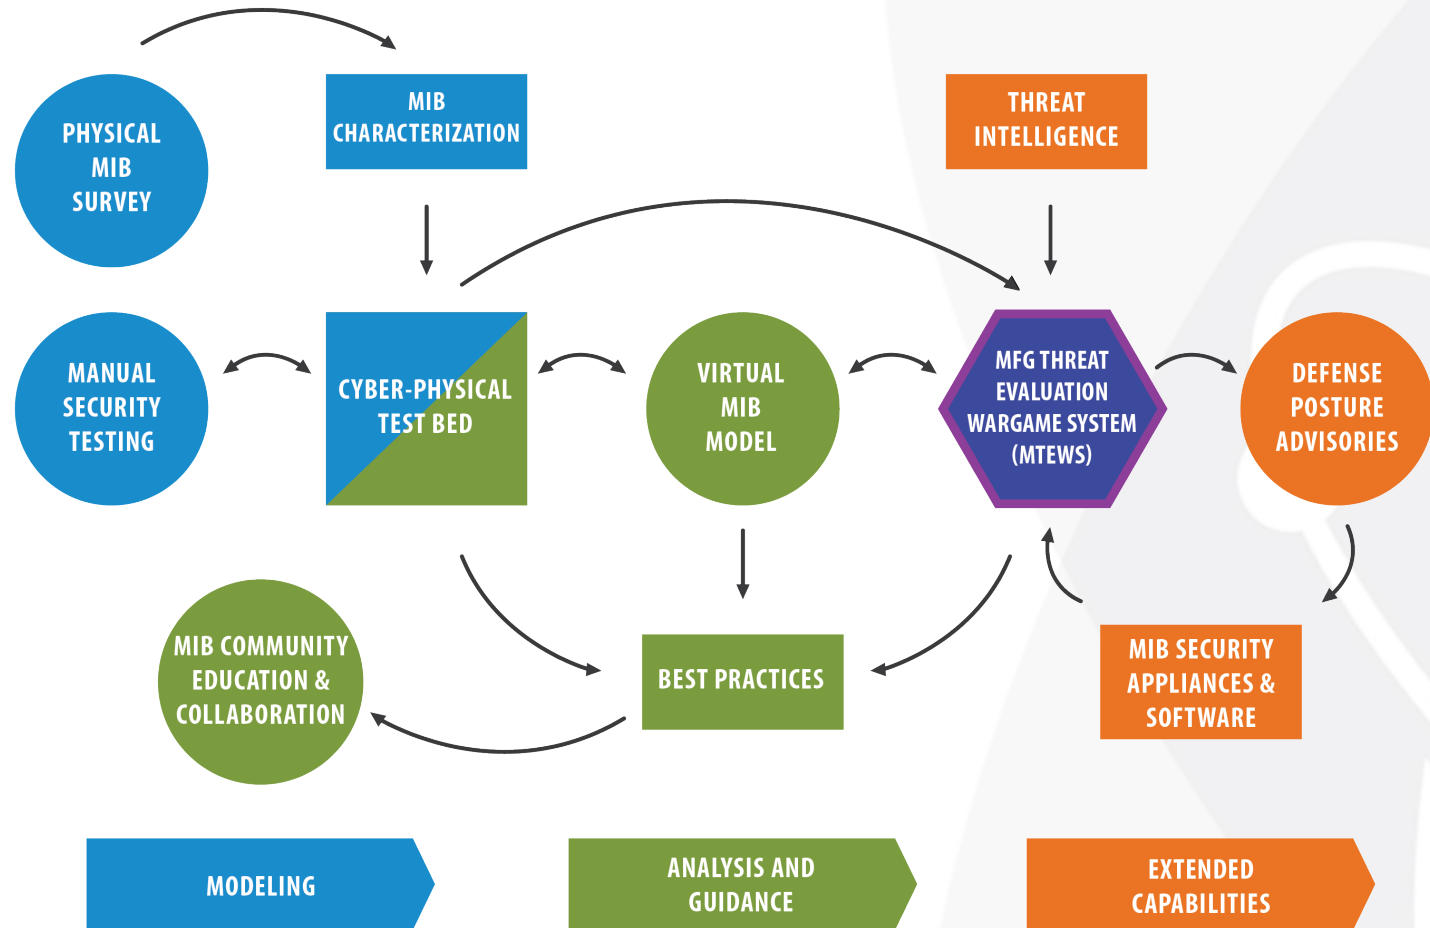 PHYSICAL
MIB
SURVEY
MIB
CHARACTERIZATION
THREAT
INTELLIGENCE
MANUAL
SECURITY
TESTING
CYBER-PHYSICAL
TEST BED
VIRTUAL
MIB
MODEL
MFG THREAT
EVALUATION
WARGAME SYSTEM
(MTEWS)
DEFENSE
POSTURE
ADVISORIES
MIB COMMUNITY
EDUCATION &
COLLABORATION
BEST PRACTICES
MIB SECURITY
APPLIANCES &
SOFTWARE
MODELING
ANALYSIS AND
GUIDANCE
EXTENDED
CAPABILITIES